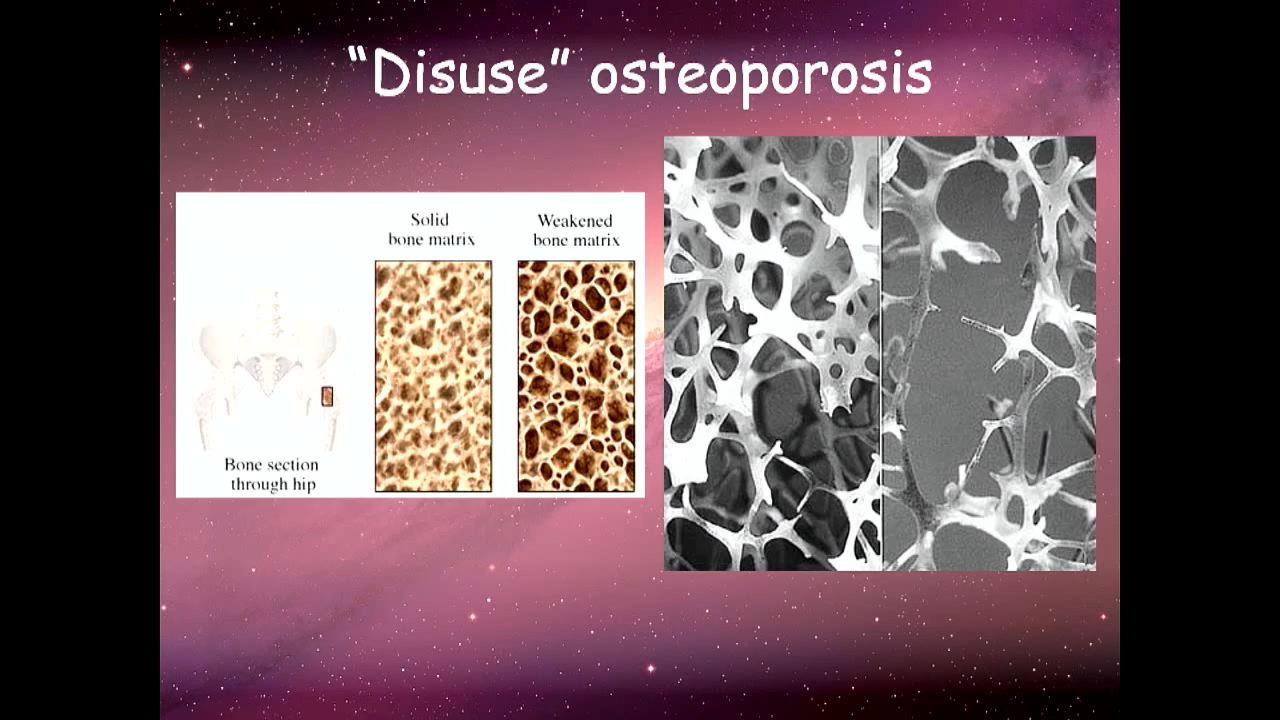 “Disuse” osteoporosis
Solid
bone matrix
Weakened
bone matrix
Bone section
through hip